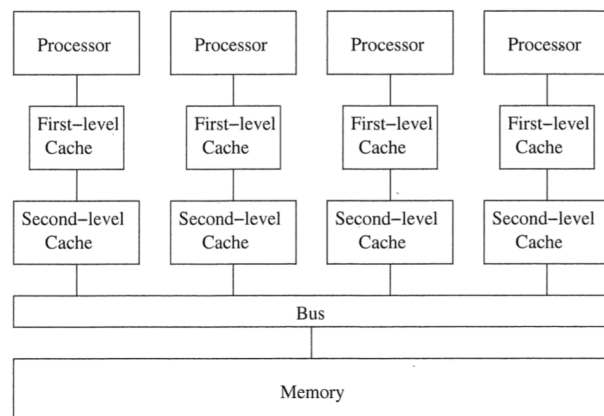 Processor Processor Processor Processor
First-level First-level First-level First-level
Cache Cache Cache Cache
Second-level Second-level Second-level Second-level
Cache Cache Cache Cache
Bus
Memory